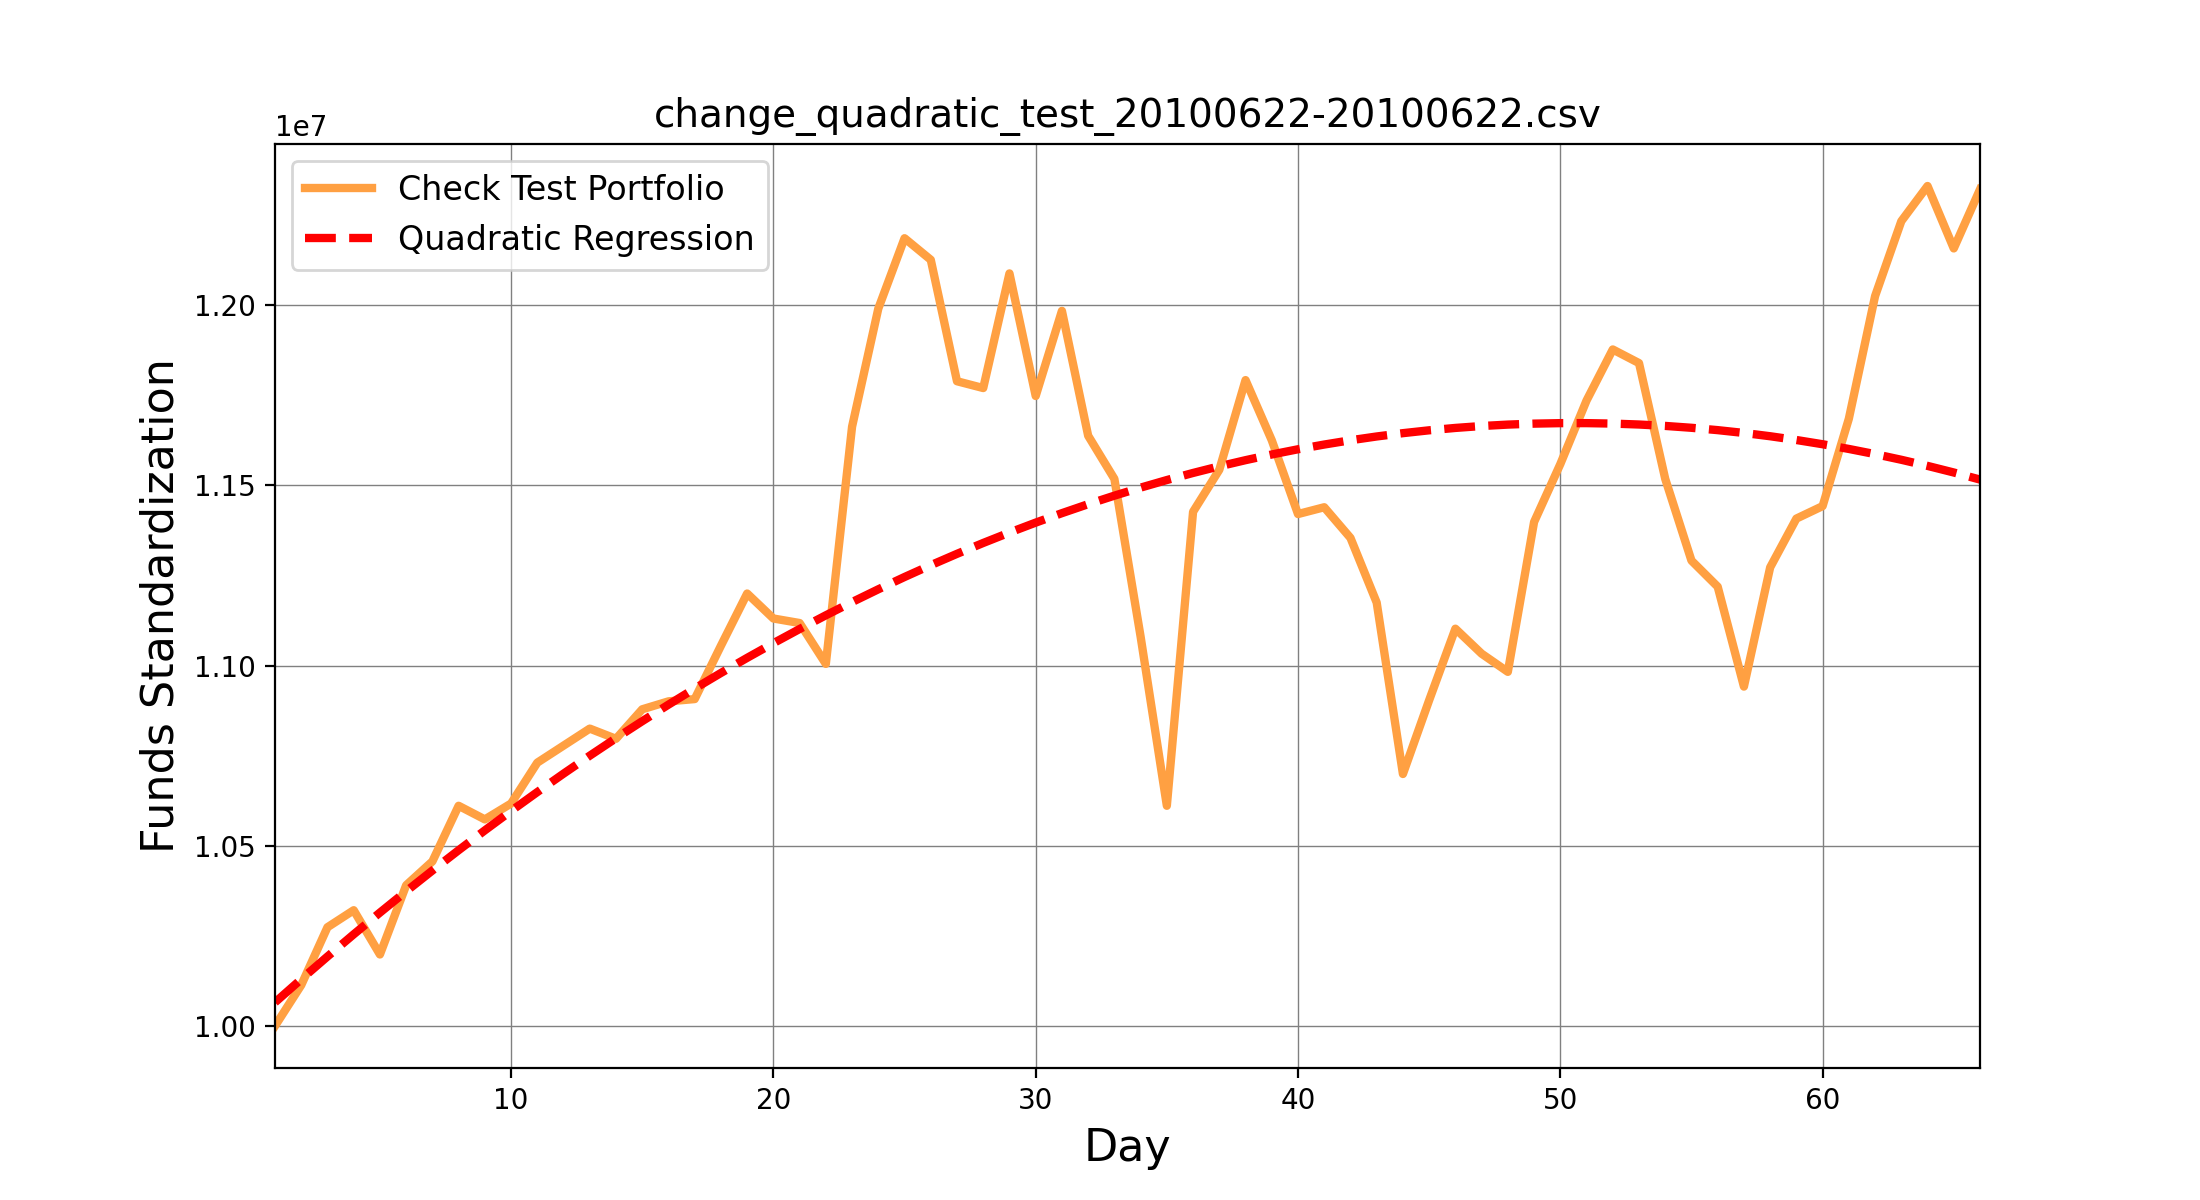 change_quadratic_test_20100622-20100622.csv
1e7
Check Test Portfolio
Quadratic Regression
Funds Standardization
1.20
1.15
1.10
1.05
1.00
10 20 30 40 50 60
Day